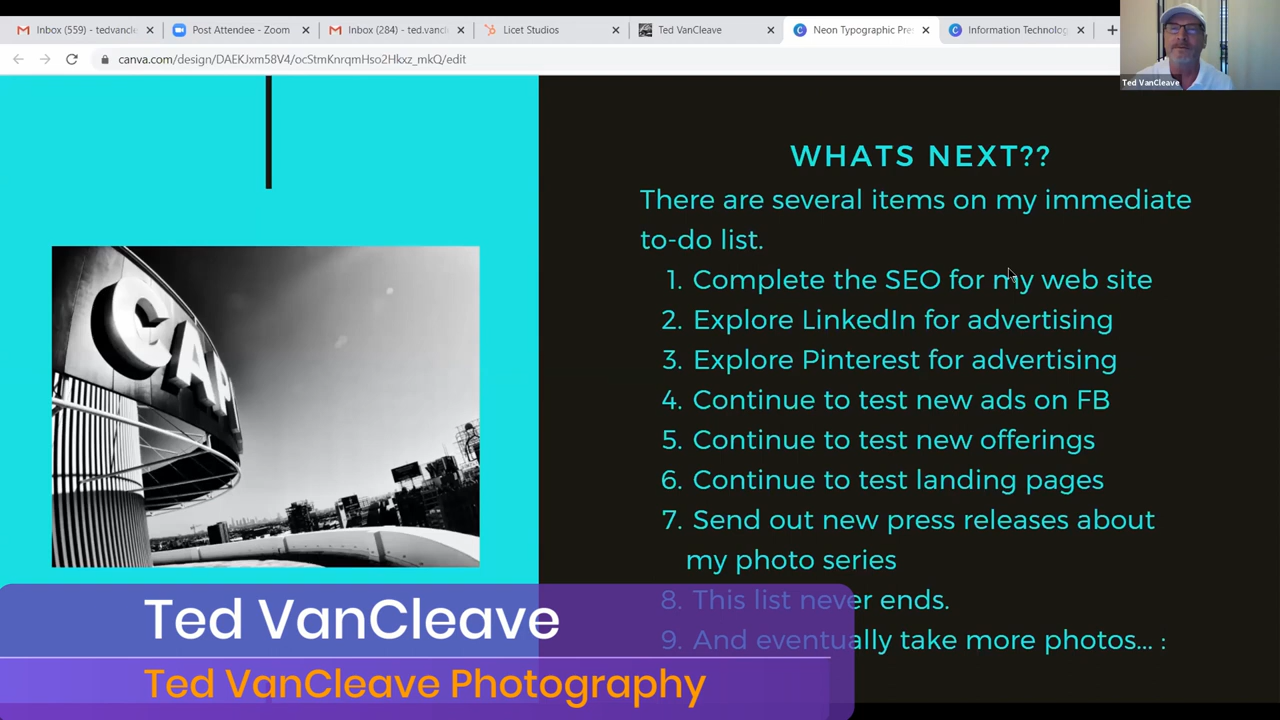 Inbox (559) - tedvancle
Post Attendee - Zoom
Inbox (284) - ted.vancl
Licet Studios
Ted VanCleave
Neon Typographic Pre
Information Technolog
canva.com/design/DAEKJxm58V4/ocStmKnrqmHso2Hkxz_mkQ/edit
Ted VanCleave
CAPI
WHATS NEXT??
There are several items on my immediate
to-do list.
1. Complete the SEO for my web site
2. Explore LinkedIn for advertising
3. Explore Pinterest for advertising
4. Continue to test new ads on FB
5. Continue to test new offerings
6. Continue to test landing pages
7. Send out new press releases about
my photo series
8. This list never ends.
9. And eventually take more photos... :
Ted VanCleave
Ted VanCleave Photography